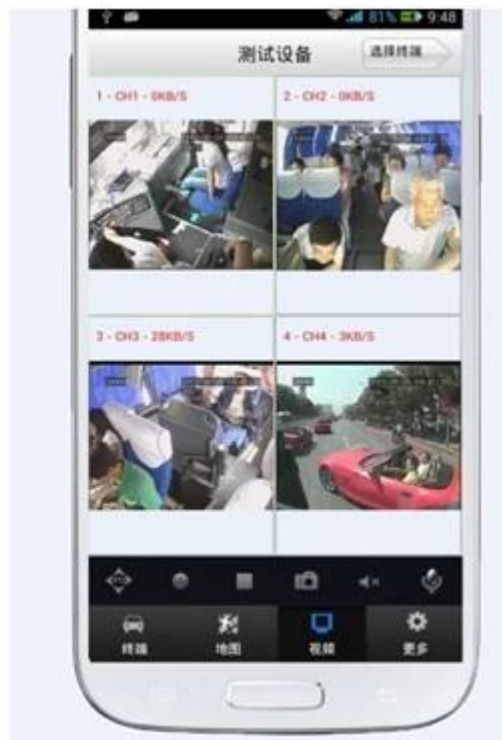 81% 9:48
测试设备
选择终端
1 - CH1 - 0KB/S
2 - CH2 - 0KB/S
3 - CH3 - 28KB/S
4 - CH4 - 3KB/S
终端
地图
视频
更多